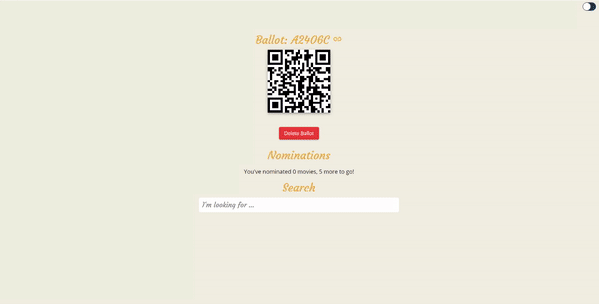 Ballot: A2406C ∞
Delete Ballot
Nominations
You've nominated 0 movies, 5 more to go!
Search
I'm looking for ...